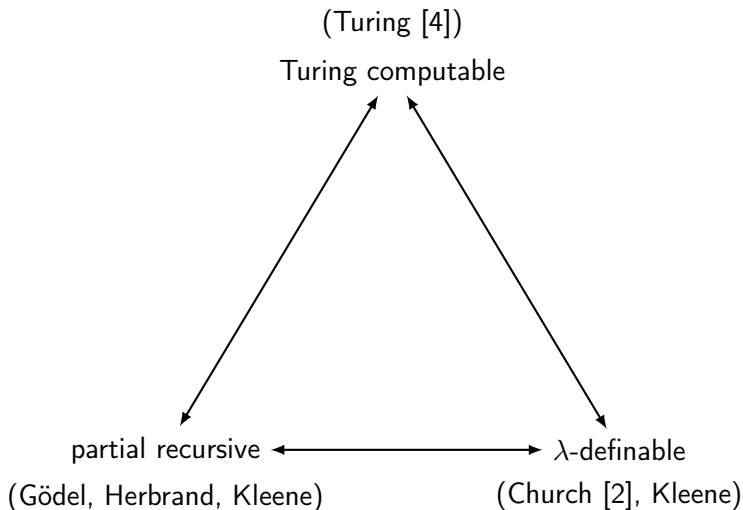 (Turing [4])
Turing computable
partial recursive
λ-definable
(Gödel, Herbrand, Kleene)
(Church [2], Kleene)